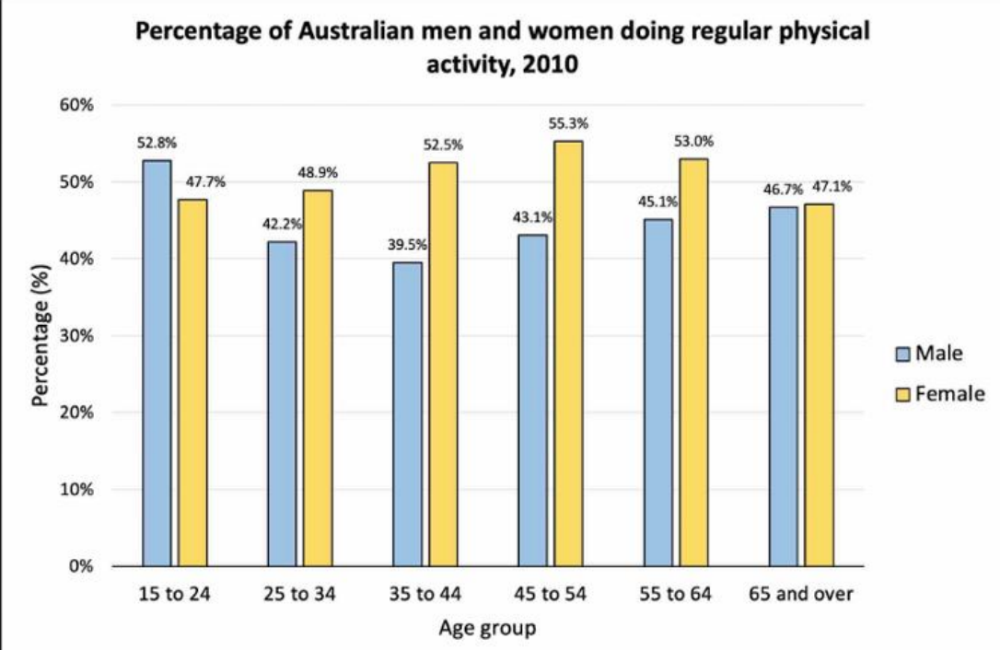 Percentage of Australian men and women doing regular physical
activity, 2010
60%
50%
40%
30%
20%
10%
0%
Percentage (%)
52.8%
47.7%
42.2%
48.9%
39.5%
52.5%
43.1%
55.3%
45.1%
53.0%
46.7%
47.1%
15 to 24
25 to 34
35 to 44
45 to 54
55 to 64
65 and over
Age group
Male
Female